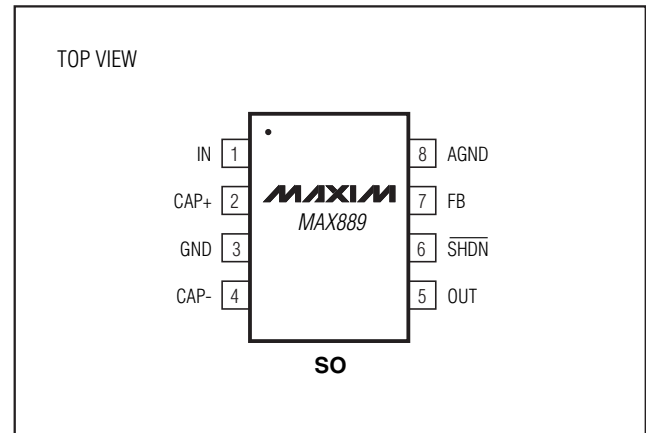 TOP VIEW
IN 1
CAP+ 2
GND 3
CAP- 4
MAXIM
MAX889
8 AGND
7 FB
6 SHDN
5 OUT
SO